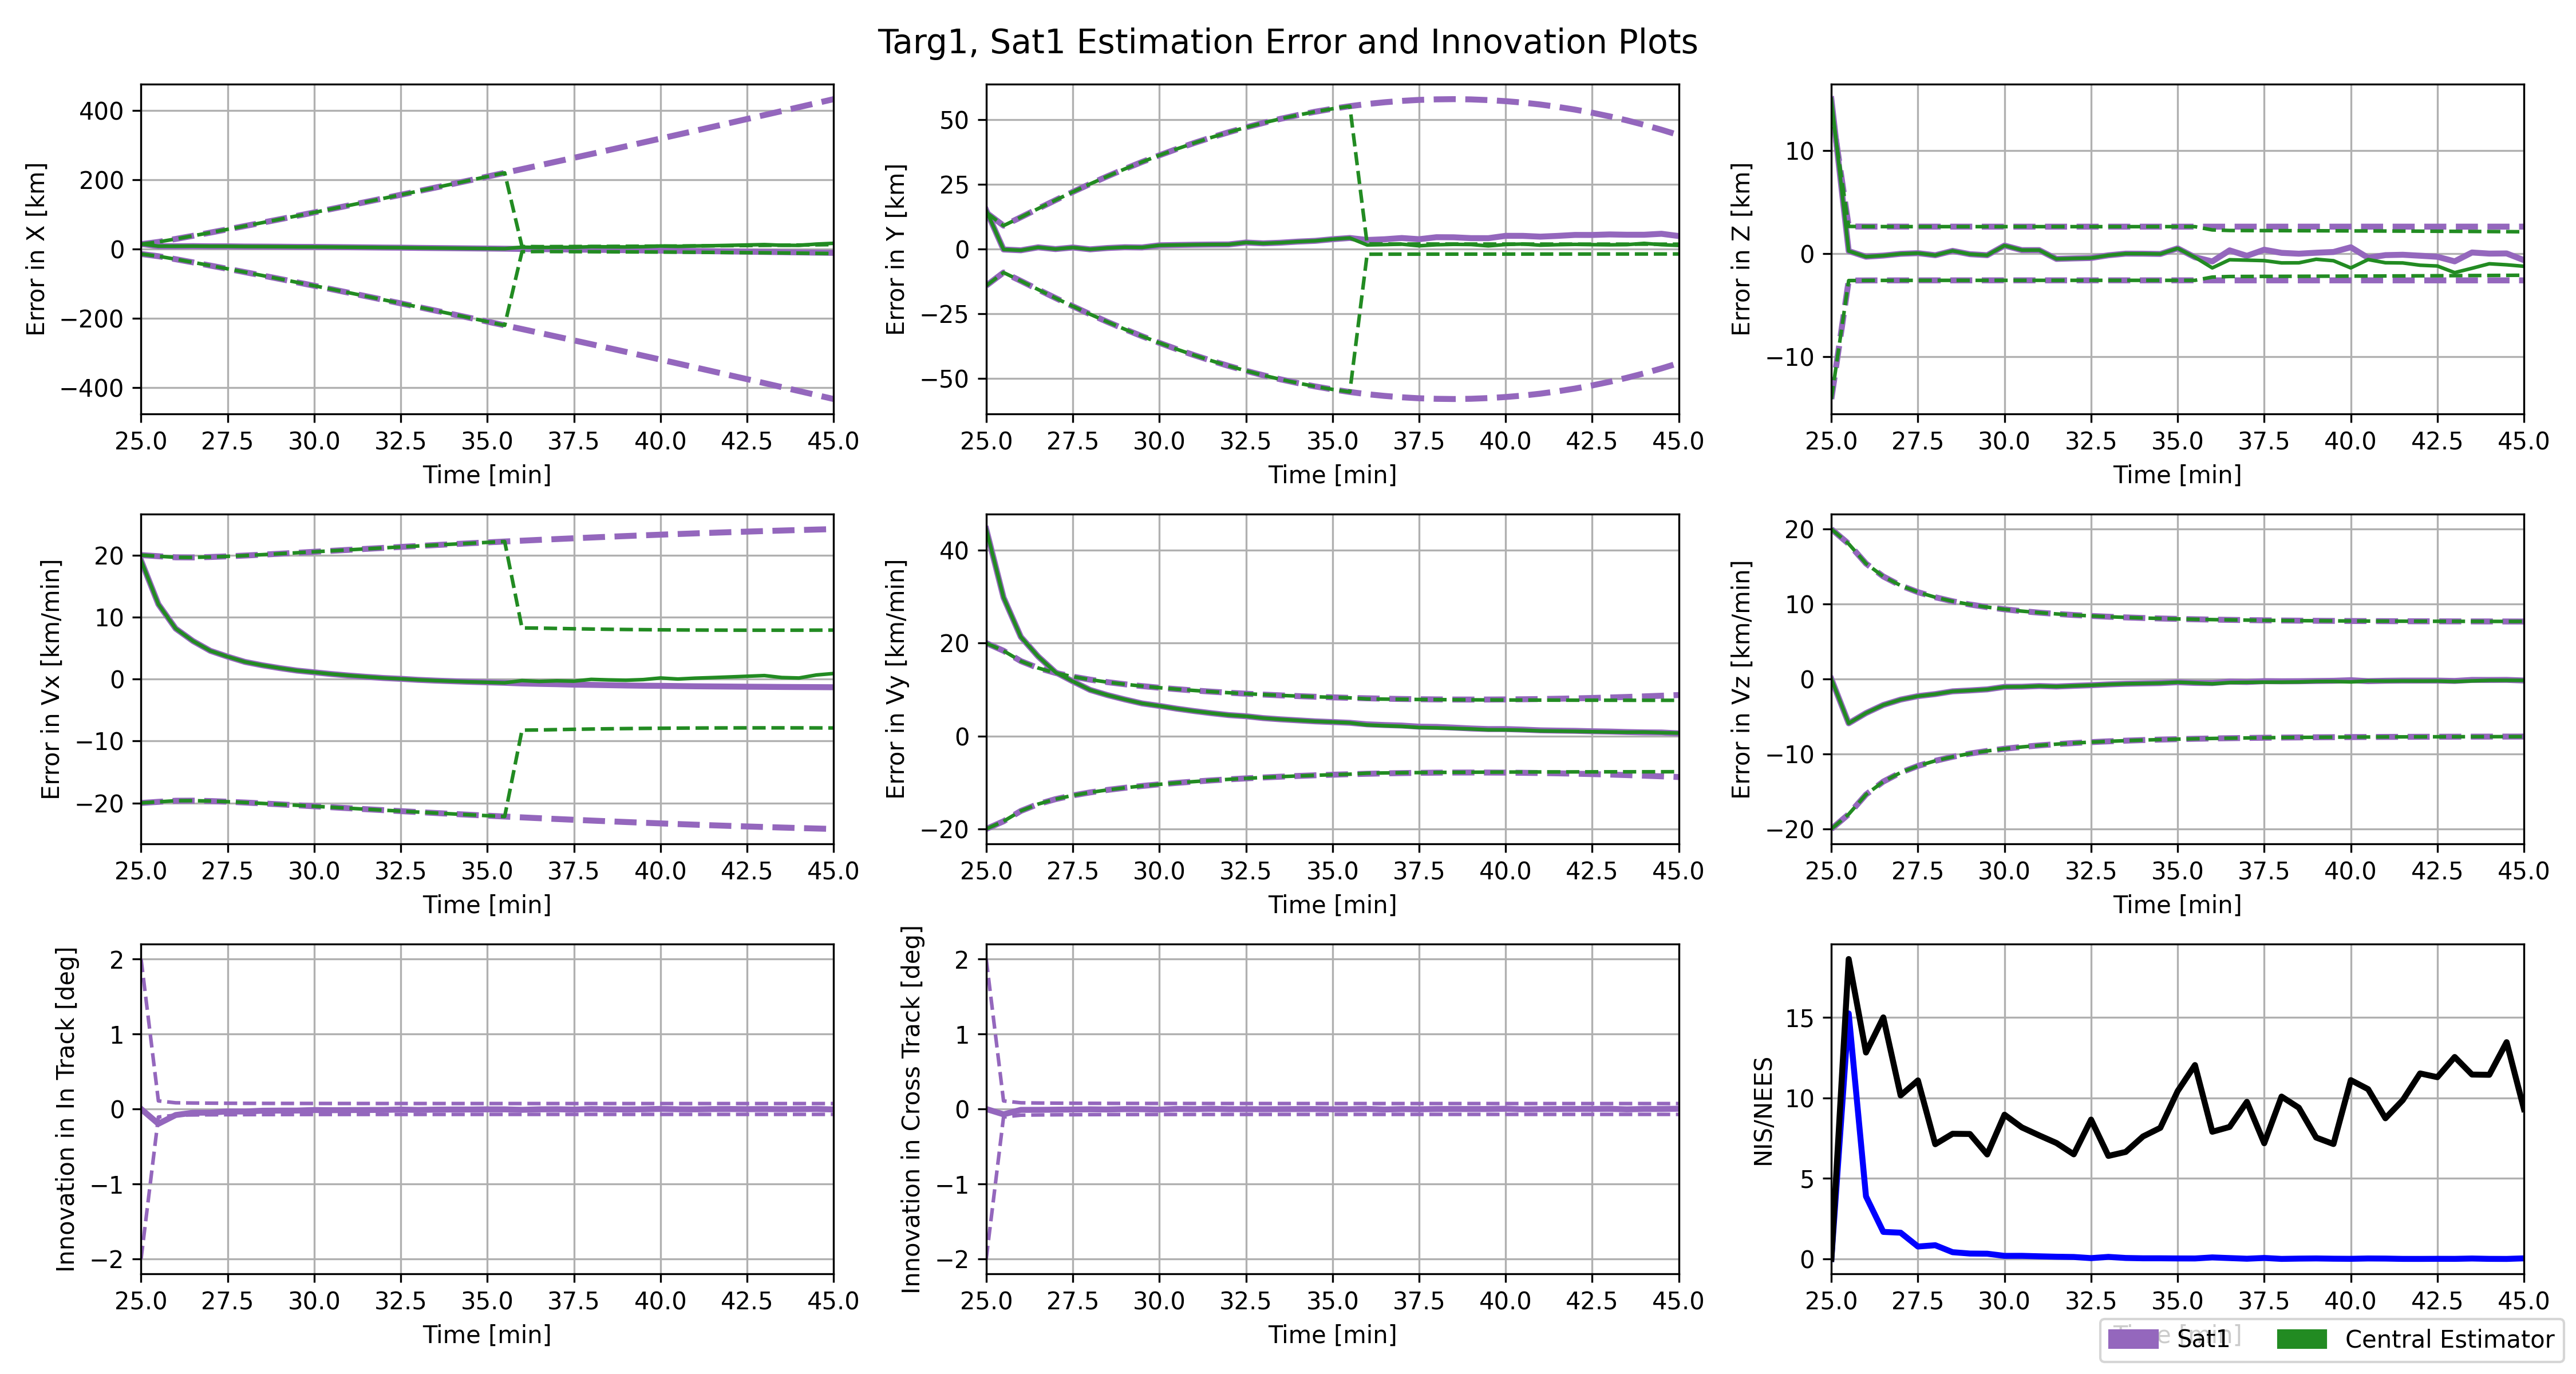 Targ1, Sat1 Estimation Error and Innovation Plots
Error in X [km]
400
200
0
−200
−400
25.0 27.5 30.0 32.5 35.0 37.5 40.0 42.5 45.0
Time [min]
Error in Y [km]
50
25
0
−25
−50
25.0 27.5 30.0 32.5 35.0 37.5 40.0 42.5 45.0
Time [min]
Error in Z [km]
10
0
−10
25.0 27.5 30.0 32.5 35.0 37.5 40.0 42.5 45.0
Time [min]
Error in Vx [km/min]
20
10
0
−10
−20
25.0 27.5 30.0 32.5 35.0 37.5 40.0 42.5 45.0
Time [min]
Error in Vy [km/min]
40
20
0
−20
25.0 27.5 30.0 32.5 35.0 37.5 40.0 42.5 45.0
Time [min]
Error in Vz [km/min]
20
10
0
−10
−20
25.0 27.5 30.0 32.5 35.0 37.5 40.0 42.5 45.0
Time [min]
Innovation in In Track [deg]
2
1
0
−1
−2
25.0 27.5 30.0 32.5 35.0 37.5 40.0 42.5 45.0
Time [min]
Innovation in Cross Track [deg]
2
1
0
−1
−2
25.0 27.5 30.0 32.5 35.0 37.5 40.0 42.5 45.0
Time [min]
NIS/NEES
15
10
5
0
25.0 27.5 30.0 32.5 35.0 37.5 40.0 42.5 45.0
Time [min]
Sat1 Central Estimator